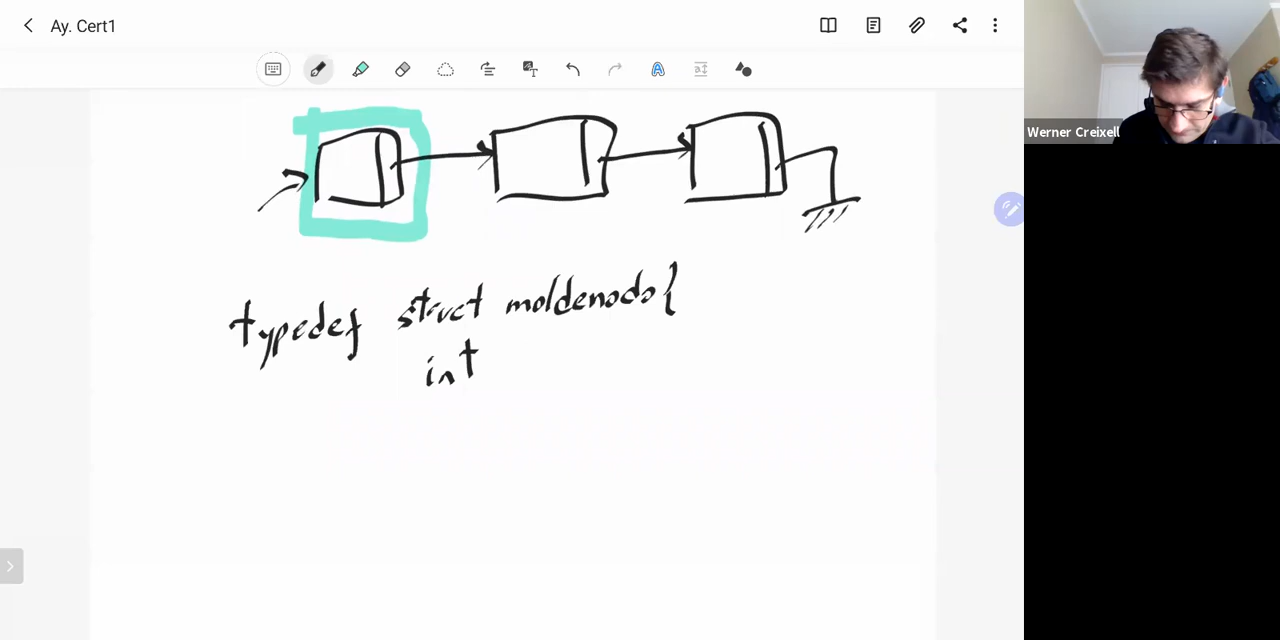 Ay. Cert1
Werner Creixell
typedef struct moldenodo{
int